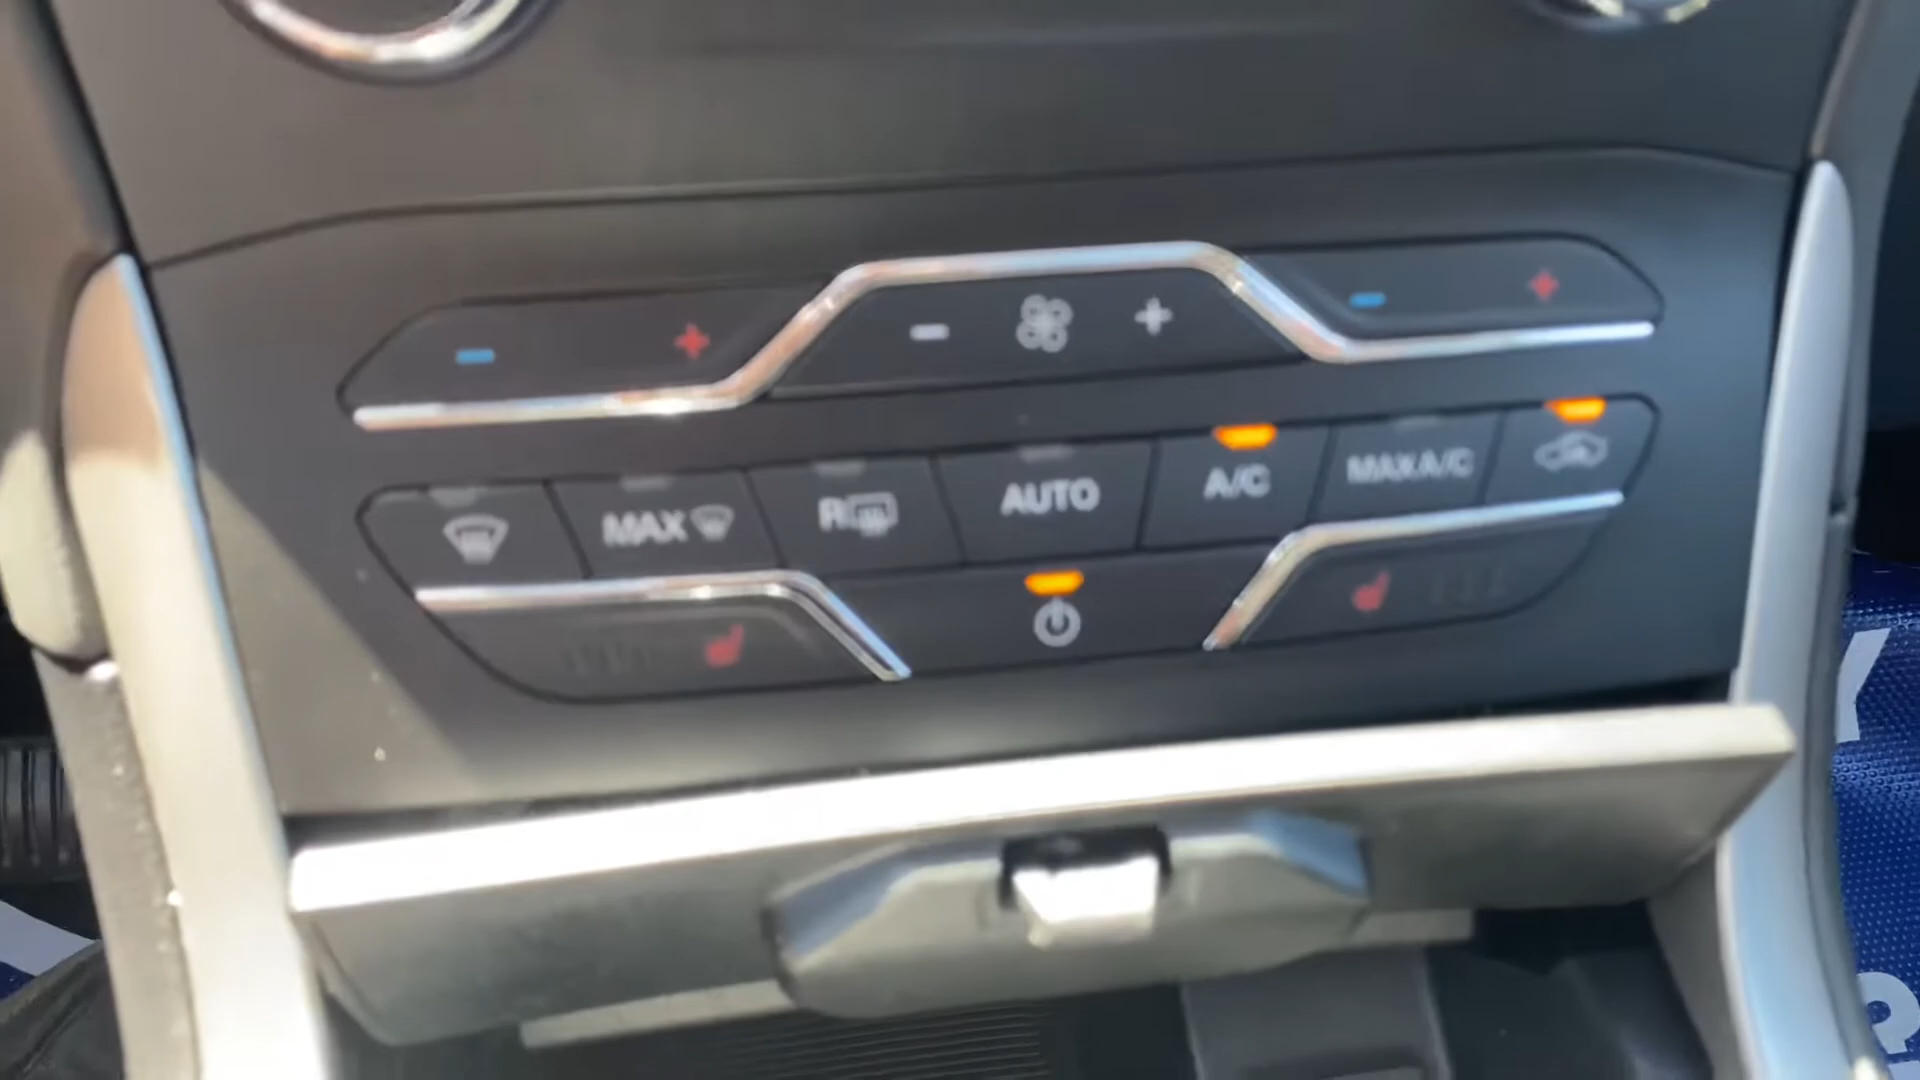 - + - + - +
MAX R AUTO A/C MAX A/C
Y